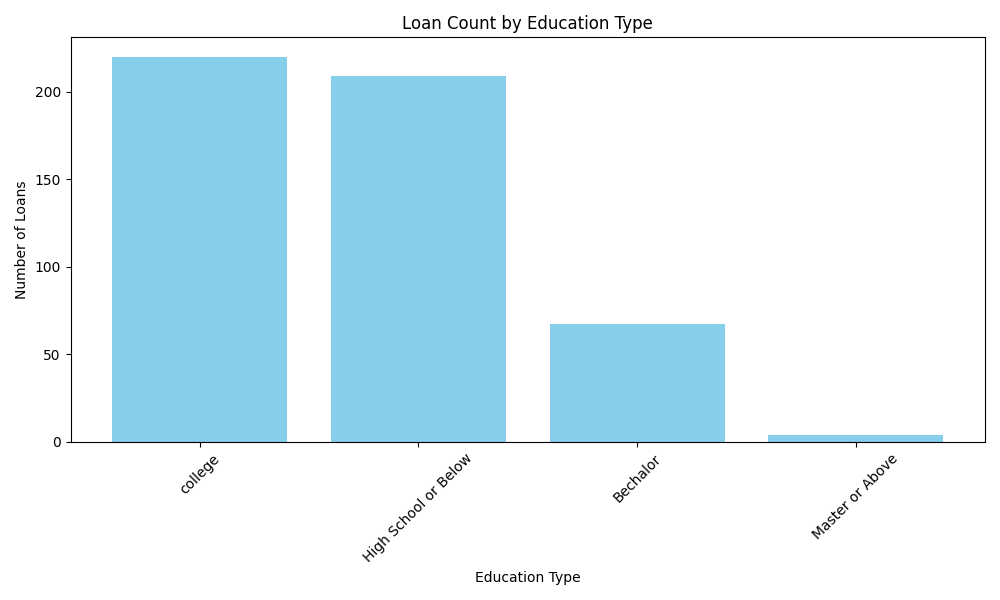 Loan Count by Education Type
Number of Loans
200
150
100
50
0
college
High School or Below
Bechalor
Master or Above
Education Type